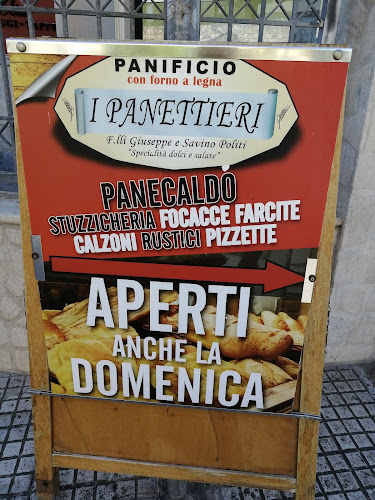 PANIFICIO
con forno a legna
I PANETTIERI
F.lli Giuseppe e Savino Politi
"Specialità dolci e salate"
PANECALDO
STUZZICHERIA FOCACCE FARCITE
CALZONI RUSTICI PIZZETTE
APERTI
ANCHE LA
DOMENICA